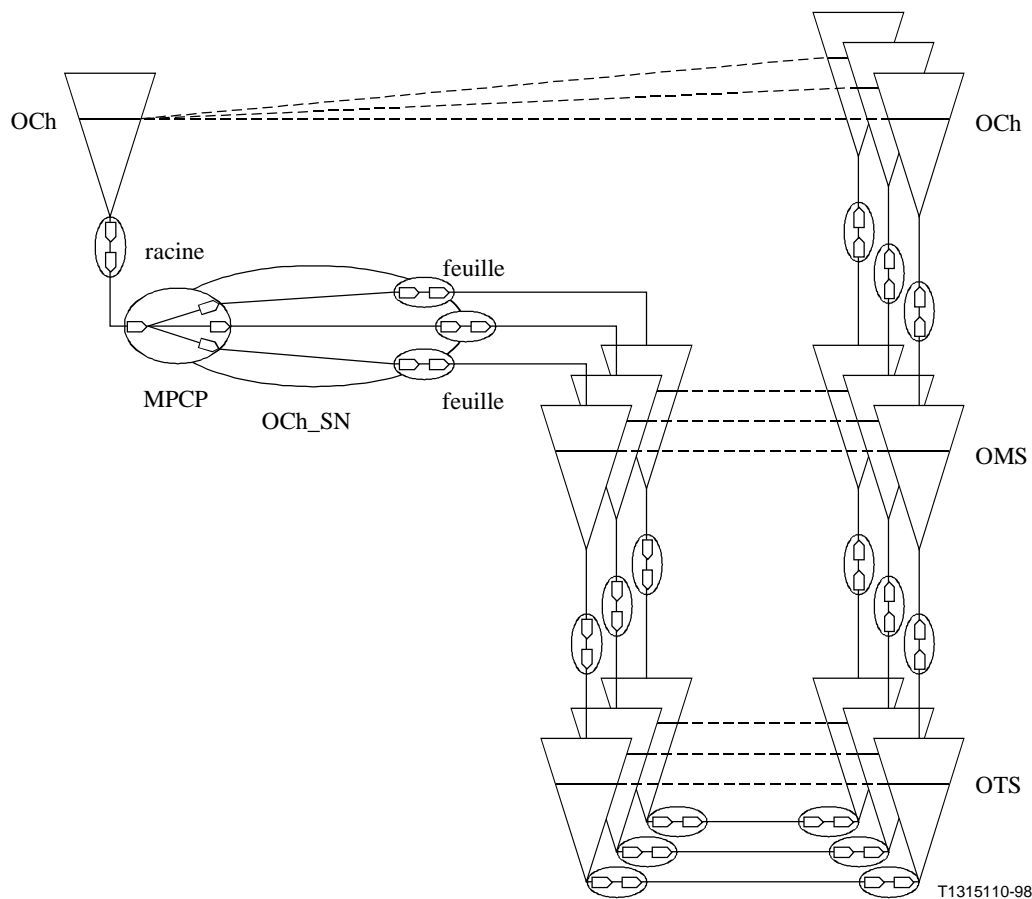 OCh
OCh
racine
feuille
MPCP
OCh_SN
feuille
OMS
OTS
T1315110-98